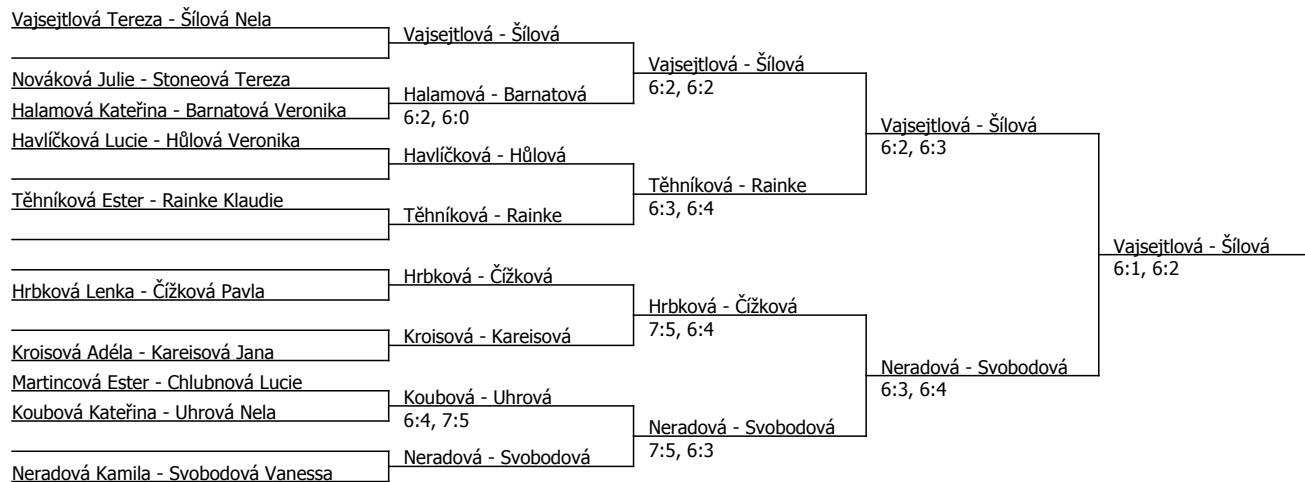 Vajsejtlová Tereza - Šílová Nela
Nováková Julie - Stoneová Tereza
Halamová Kateřina - Barnatová Veronika
Havlíčková Lucie - Hůlová Veronika
Těhníková Ester - Rainke Klaudie
Hrbková Lenka - Čížková Pavla
Kroisová Adéla - Kareisová Jana
Martincová Ester - Chlubnová Lucie
Koubová Kateřina - Uhrová Nela
Neradová Kamila - Svobodová Vanessa
Vajsejtlová - Šílová
Halamová - Barnatová
6:2, 6:0
Havlíčková - Hůlová
Těhníková - Rainke
Hrbková - Čížková
Kroisová - Kareisová
Koubová - Uhrová
6:4, 7:5
Neradová - Svobodová
Vajsejtlová - Šílová
6:2, 6:2
Těhníková - Rainke
6:3, 6:4
Hrbková - Čížková
7:5, 6:4
Neradová - Svobodová
7:5, 6:3
Vajsejtlová - Šílová
6:2, 6:3
Neradová - Svobodová
6:3, 6:4
Vajsejtlová - Šílová
6:1, 6:2